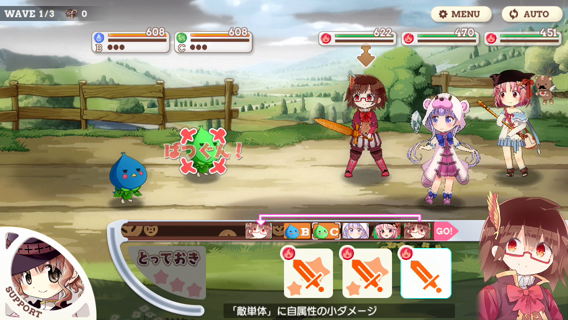 WAVE 1/3 0
MENU
AUTO
B 608
C 608
622
470
451
ばつぐん!
B C GO!
とっておき
SUPPORT
「敵単体」に自属性の小ダメージ